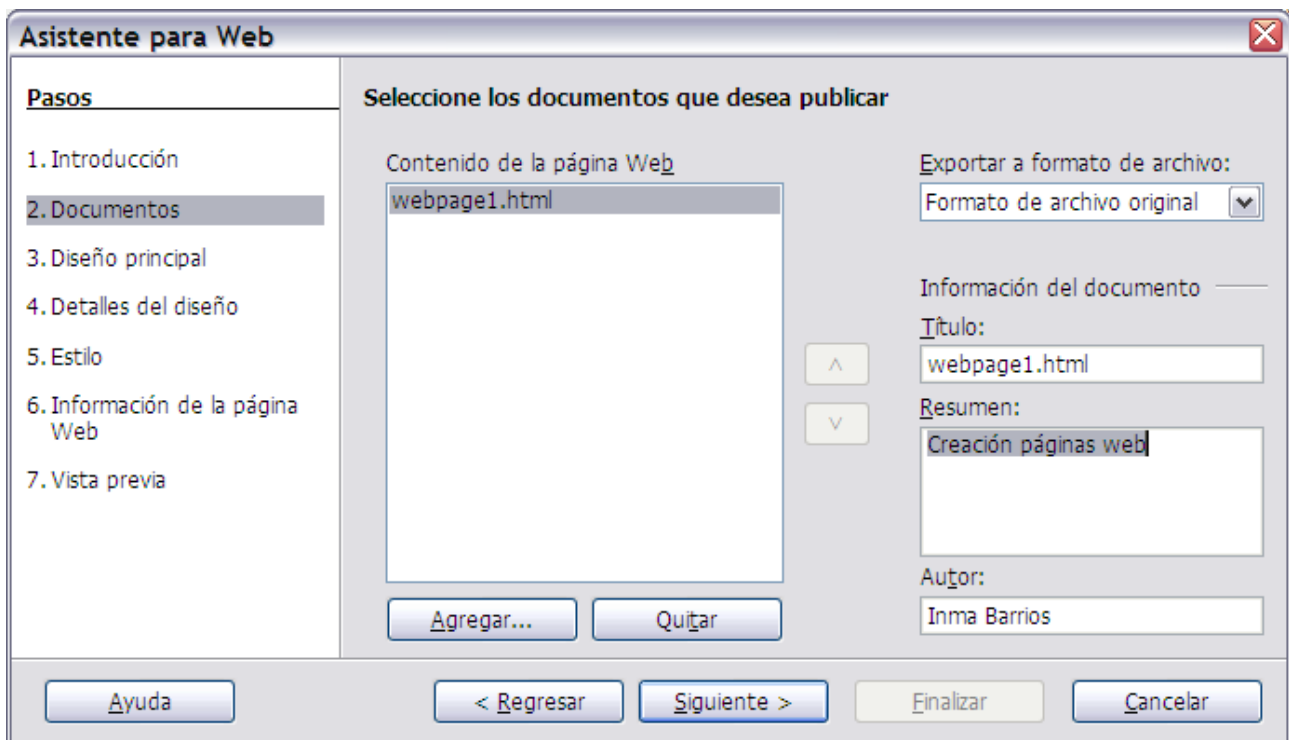 Asistente para Web
Pasos
1. Introducción
2. Documentos
3. Diseño principal
4. Detalles del diseño
5. Estilo
6. Información de la página
Web
7. Vista previa
Seleccione los documentos que desea publicar
Contenido de la página Web
webpage1.html
Agregar...
Quitar
Exportar a formato de archivo:
Formato de archivo original
Información del documento
Título:
webpage1.html
Resumen:
Creación páginas web
Autor:
Inma Barrios
Ayuda
< Regresar
Siguiente >
Finalizar
Cancelar